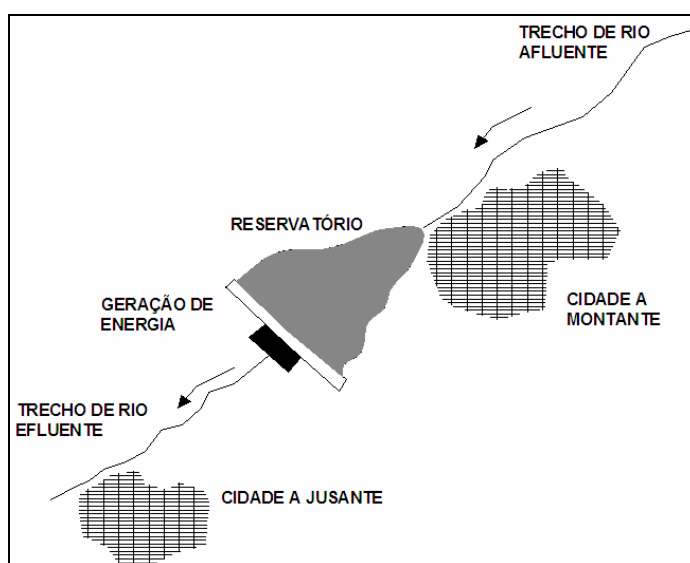 TRECHO DE RIO
AFLUENTE
RESERVATÓRIO
GERAÇÃO DE
ENERGIA
CIDADE A
MONTANTE
TRECHO DE RIO
EFLUENTE
CIDADE A JUSANTE